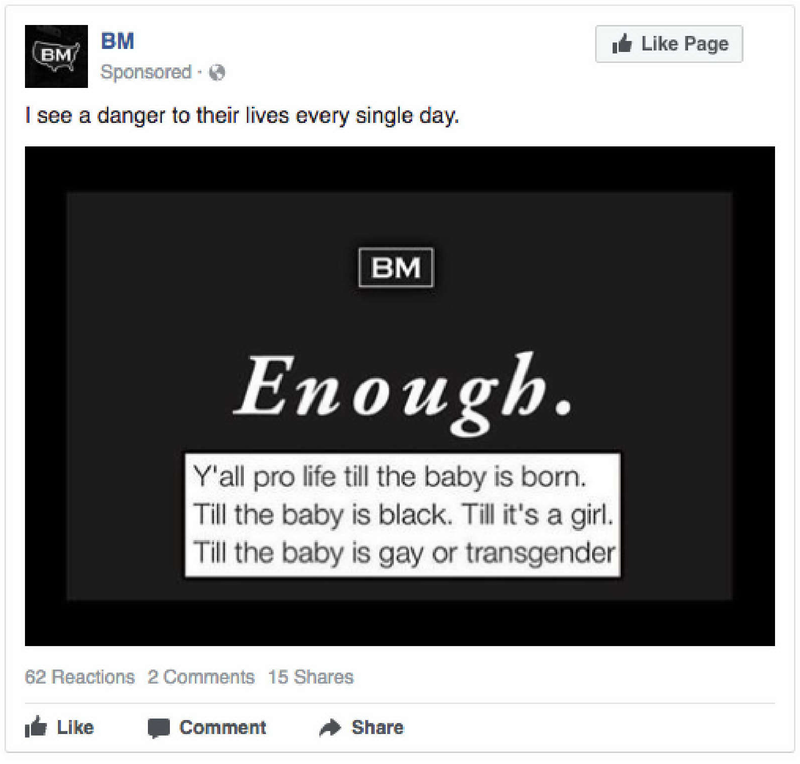 BM
BM
Like Page
Sponsored ·
I see a danger to their lives every single day.
BM
Enough.
Y'all pro life till the baby is born.
Till the baby is black. Till it's a girl.
Till the baby is gay or transgender
62 Reactions 2 Comments 15 Shares
Like Comment Share